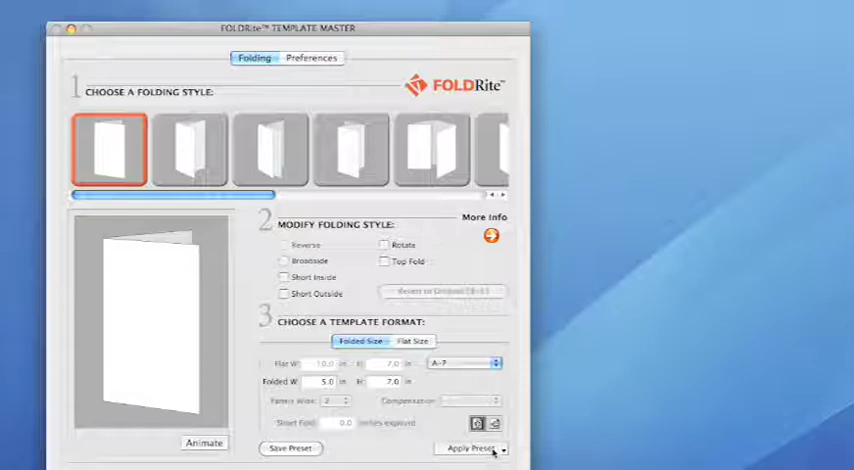 FOLDRite™ TEMPLATE MASTER
Folding Preferences
1 CHOOSE A FOLDING STYLE:
FOLDRite™
2 MODIFY FOLDING STYLE:
More Info
Reverse
Rotate
Broadside
Top Fold
Short Inside
Short Outside
3 CHOOSE A TEMPLATE FORMAT:
Folded Size Flat Size
Flat W: 10.0 in H: 7.0 in A-7
Folded W: 5.0 in H: 7.0 in
Panels Wide: 2 Compensation:
Short Fold: 0.0 inches exposed
Animate
Save Preset
Apply Preset